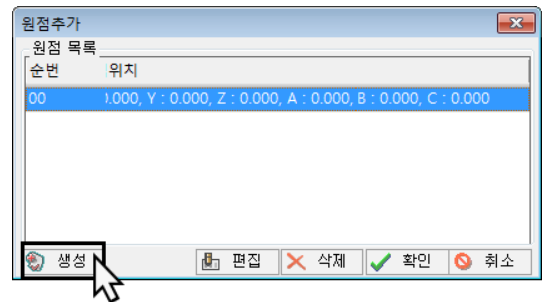 원점추가
원점 목록
순번 위치
00 0.000, Y : 0.000, Z : 0.000, A : 0.000, B : 0.000, C : 0.000
생성 편집 삭제 확인 취소